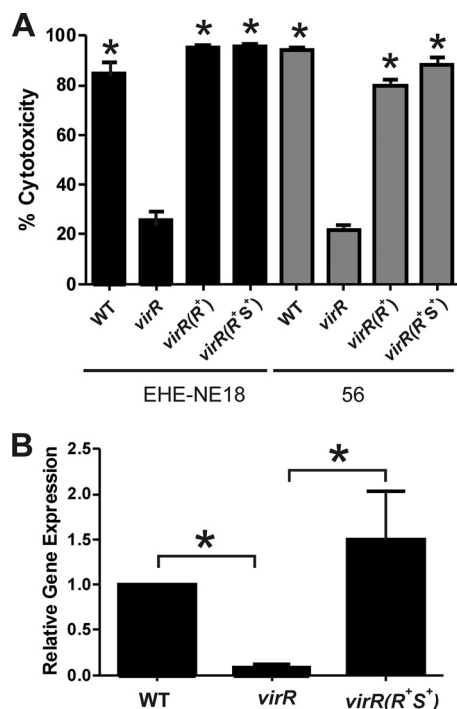 A
% Cytotoxicity
100
80
60
40
20
0
* * * * * *
WT virR virR(R⁺) virR(R⁺S⁺) WT virR virR(R⁺) virR(R⁺S⁺)
EHE-NE18 56
B
Relative Gene Expression
2.5
2.0
1.5
1.0
0.5
0.0
* *
WT virR virR(R⁺S⁺)